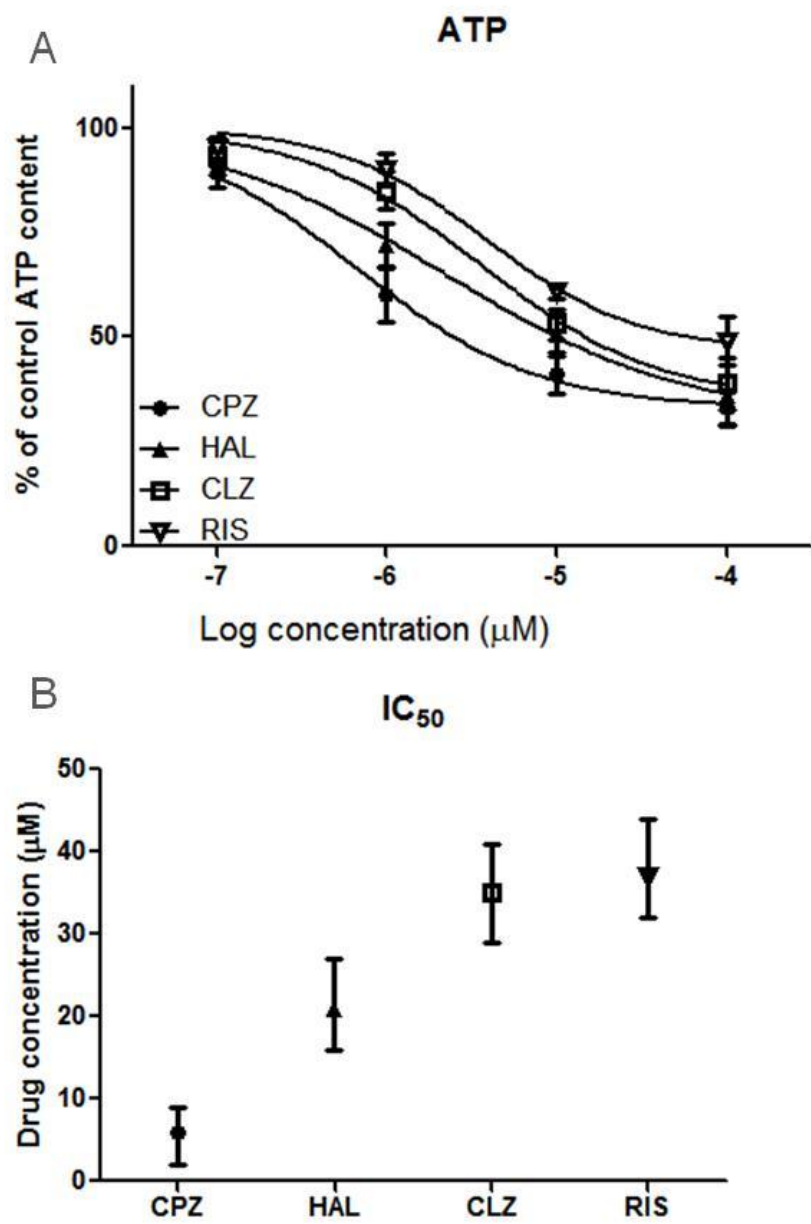 A
ATP
% of control ATP content
100
50
0
CPZ
HAL
CLZ
RIS
-7 -6 -5 -4
Log concentration (μM)
B
IC50
Drug concentration (μM)
50
40
30
20
10
0
CPZ HAL CLZ RIS